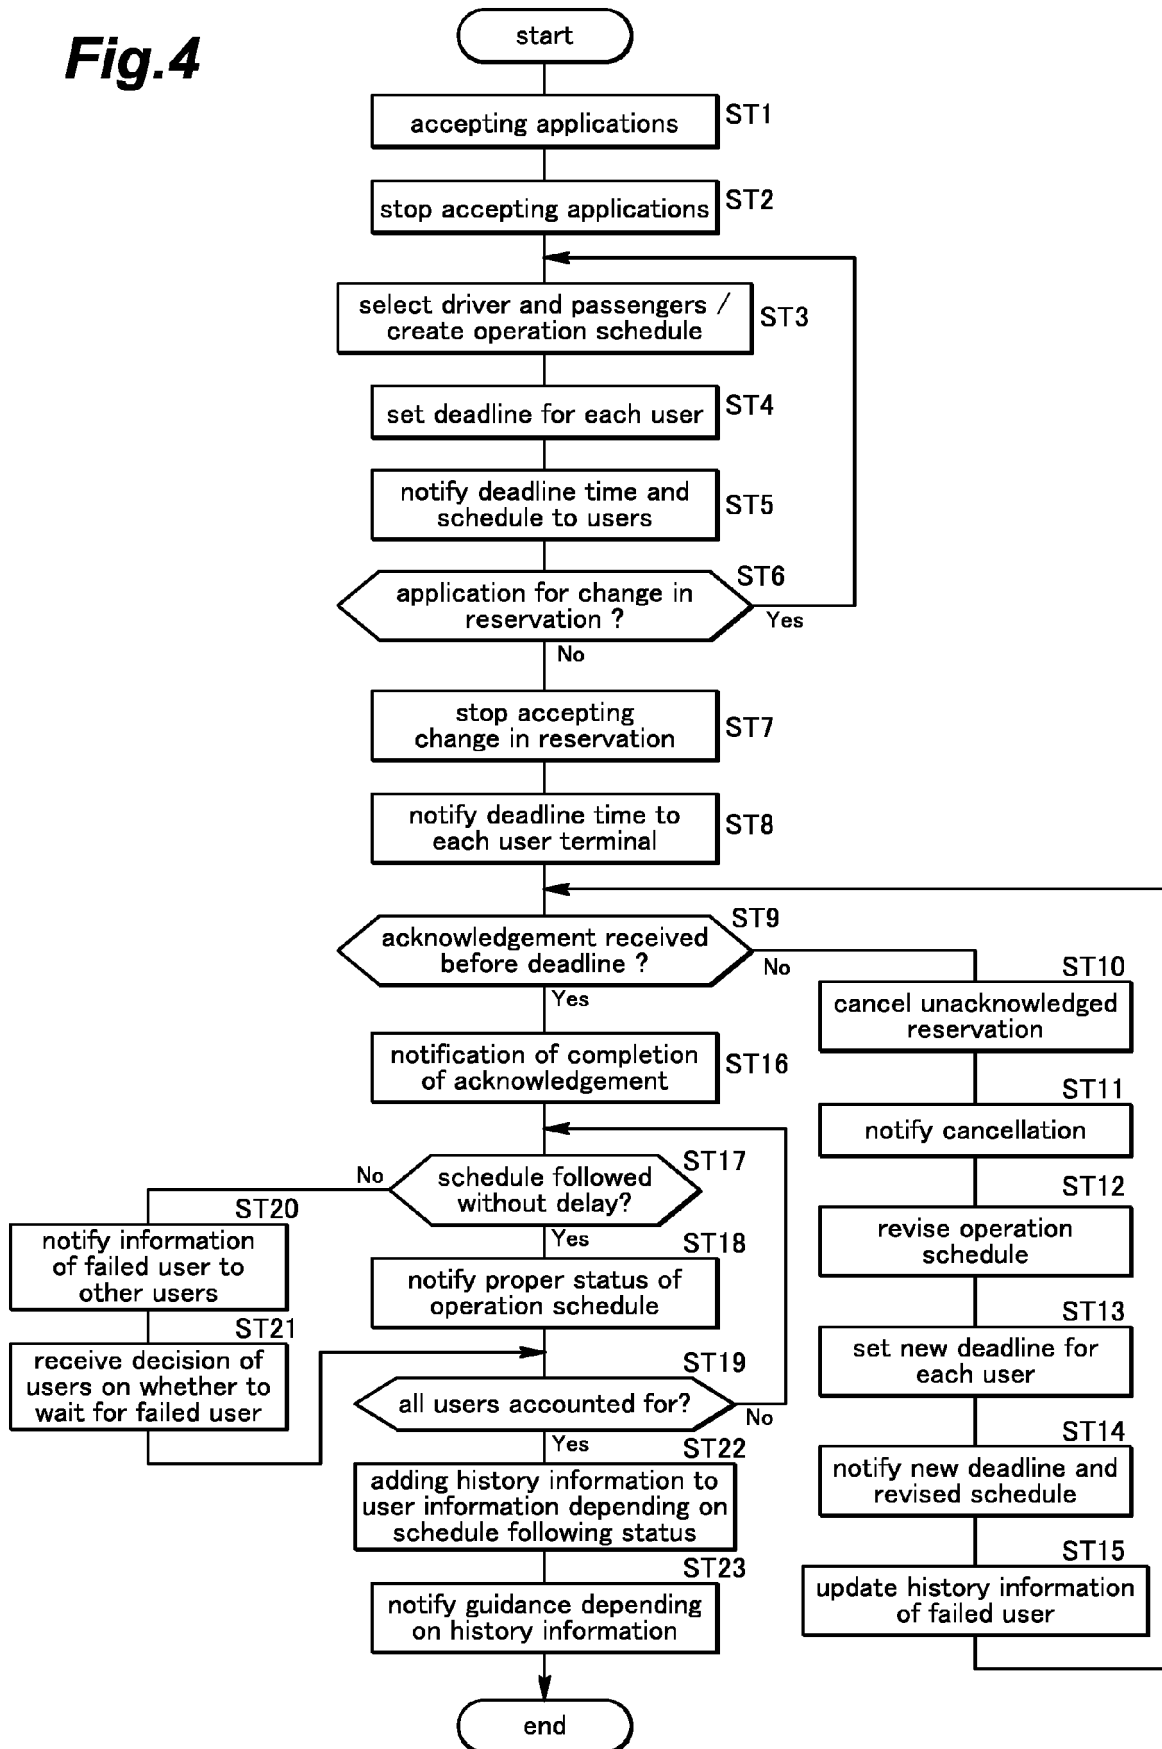 Fig.4
start
accepting applications
ST1
stop accepting applications
ST2
select driver and passengers /
create operation schedule
ST3
set deadline for each user
ST4
notify deadline time and
schedule to users
ST5
application for change in
reservation ?
ST6
Yes
No
stop accepting
change in reservation
ST7
notify deadline time to
each user terminal
ST8
acknowledgement received
before deadline ?
ST9
No
Yes
ST10
cancel unacknowledged
reservation
ST11
notify cancellation
ST12
revise operation
schedule
ST13
set new deadline for
each user
ST14
notify new deadline and
revised schedule
ST15
update history information
of failed user
notification of completion
of acknowledgement
ST16
schedule followed
without delay?
ST17
No
Yes
ST18
notify proper status of
operation schedule
ST20
notify information
of failed user to
other users
ST21
receive decision of
users on whether to
wait for failed user
ST19
all users accounted for?
No
Yes
ST22
adding history information to
user information depending on
schedule following status
ST23
notify guidance depending
on history information
end